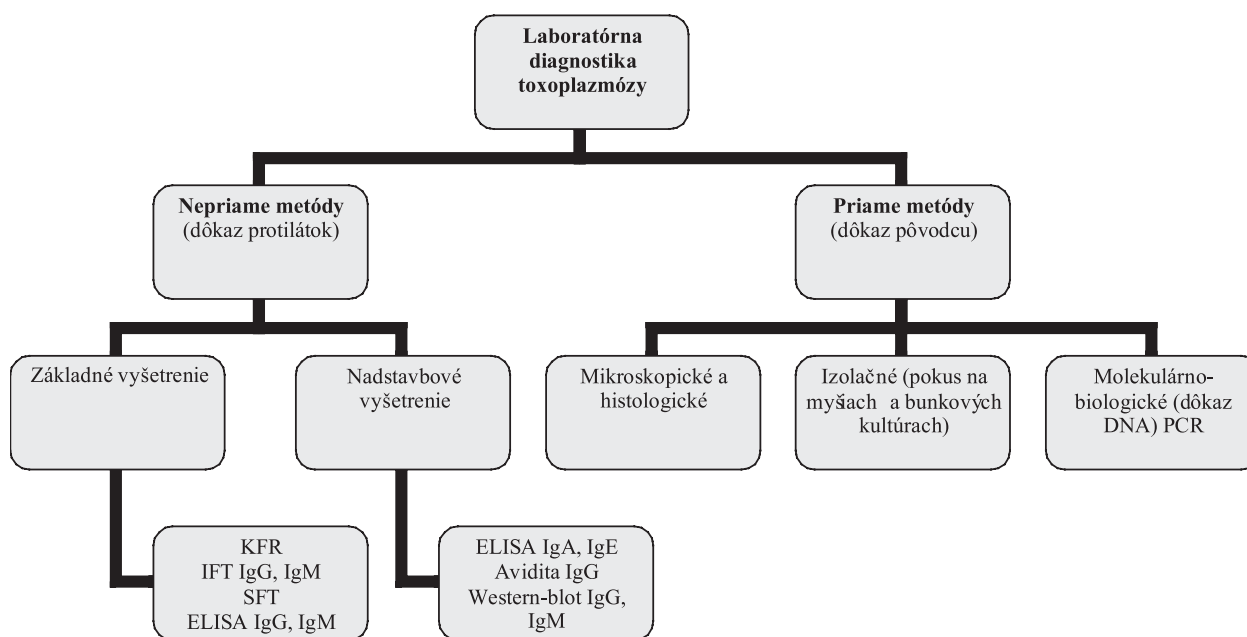 Laboratórna
diagnostika
toxoplazmózy
Nepriame metódy
(dôkaz protilátok)
Priame metódy
(dôkaz pôvodcu)
Základné vyšetrenie
Nadstavbové
vyšetrenie
Mikroskopické a
histologické
Izolačné (pokus na
myšiach a bunkových
kultúrach)
Molekulárno-
biologické (dôkaz
DNA) PCR
KFR
IFT IgG, IgM
SFT
ELISA IgG, IgM
ELISA IgA, IgE
Avidita IgG
Western-blot IgG,
IgM